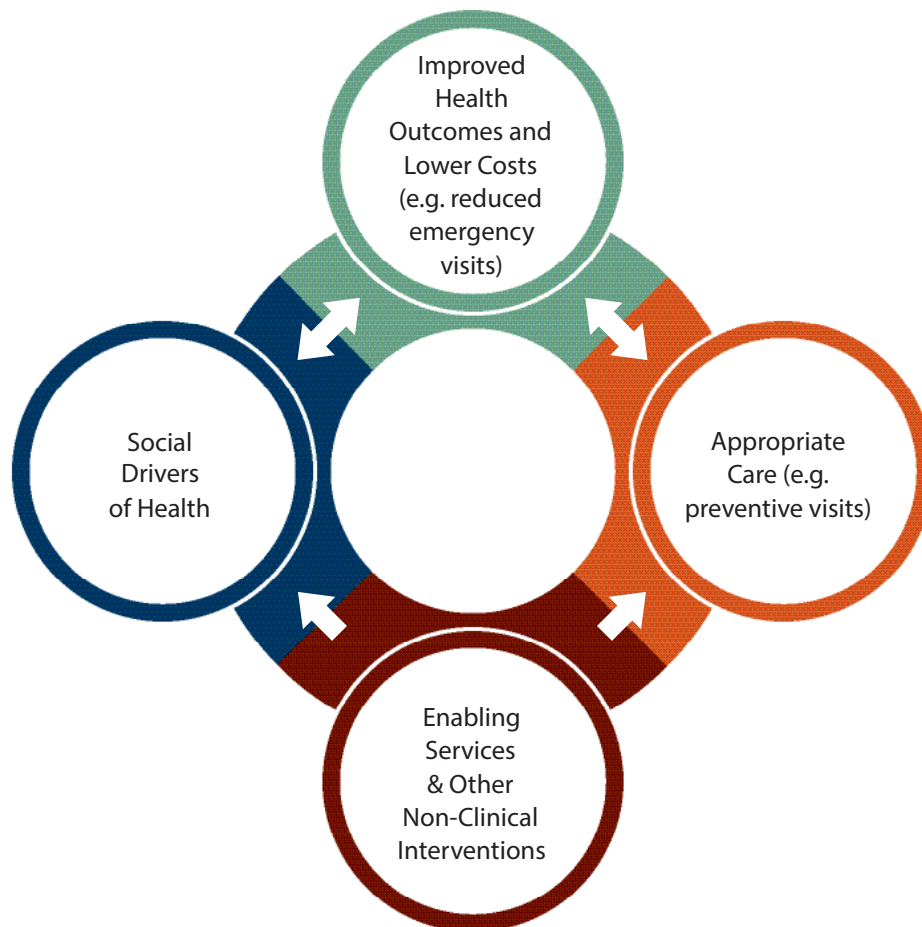 Improved
Health
Outcomes and
Lower Costs
(e.g. reduced
emergency
visits)
Social
Drivers
of Health
Appropriate
Care (e.g.
preventive visits)
Enabling
Services
& Other
Non-Clinical
Interventions